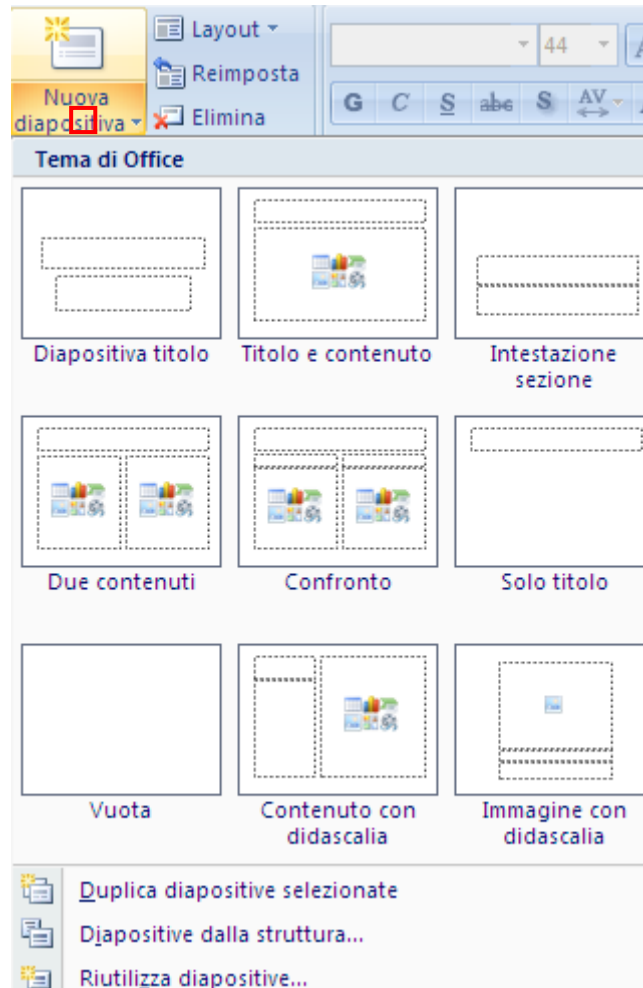 Layout
Reimposta
Elimina
Nuova
diapositiva
44
G C S abe S AV
Tema di Office
Diapositiva titolo
Titolo e contenuto
Intestazione
sezione
Due contenuti
Confronto
Solo titolo
Vuota
Contenuto con
didascalia
Immagine con
didascalia
Duplica diapositive selezionate
Diapositive dalla struttura...
Riutilizza diapositive...